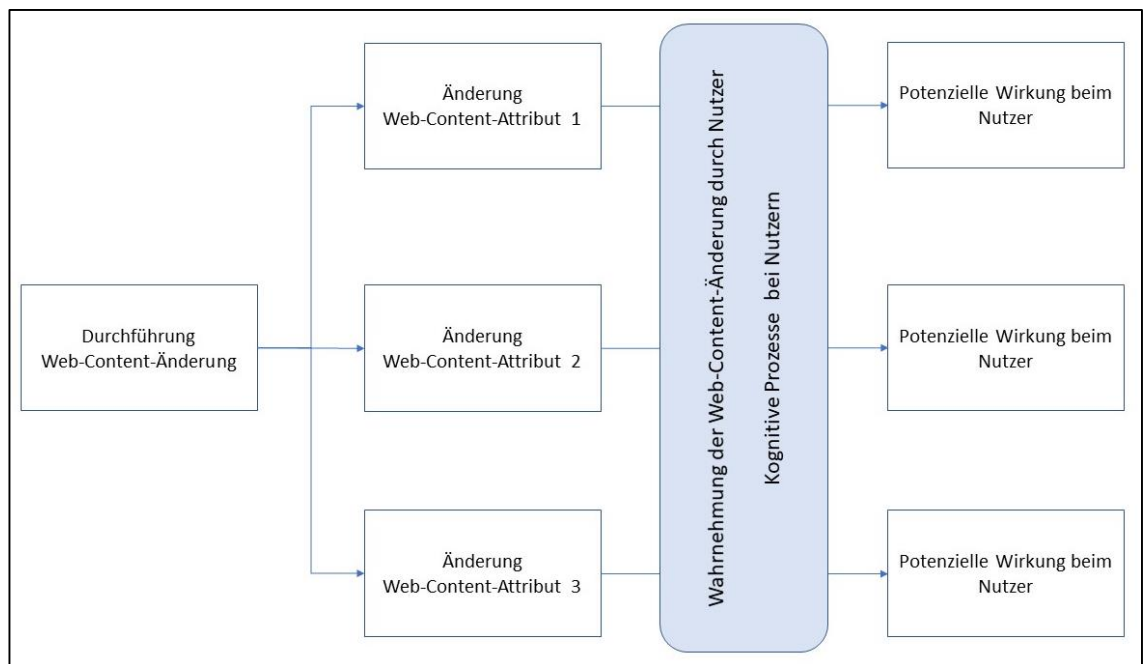 Durchführung
Web-Content-Änderung
Änderung
Web-Content-Attribut 1
Änderung
Web-Content-Attribut 2
Änderung
Web-Content-Attribut 3
Wahrnehmung der Web-Content-Änderung durch Nutzer
Kognitive Prozesse bei Nutzern
Potenzielle Wirkung beim
Nutzer
Potenzielle Wirkung beim
Nutzer
Potenzielle Wirkung beim
Nutzer